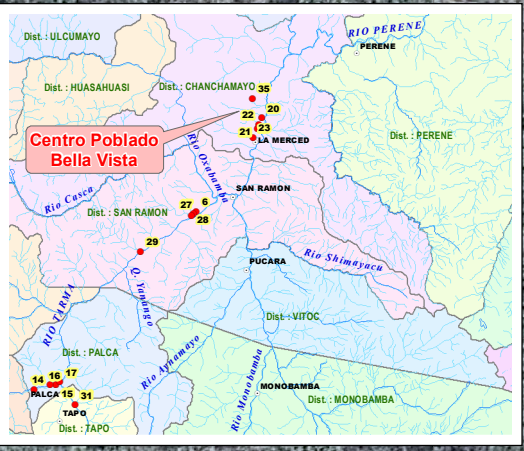 RIO PERENE
Dist. : ULCUMAYO
PERENE
Dist. : HUASAHUASI
Dist. : CHANCHAMAYO
35
22
20
21
23
LA MERCED
Dist. : PERENE
Centro Poblado
Bella Vista
Rio Oxabamba
SAN RAMON
Rio Casca
Dist. : SAN RAMON
27
6
28
29
PUCARA
Rio Shimayacu
Q. Yanango
RIO TARMA
Dist. : VITOC
Dist. : PALCA
Rio Aynamayo
Rio Monobamba
14
16
17
PALCA
15
31
TAPO
MONOBAMBA
Dist. : MONOBAMBA
Dist. : TAPO